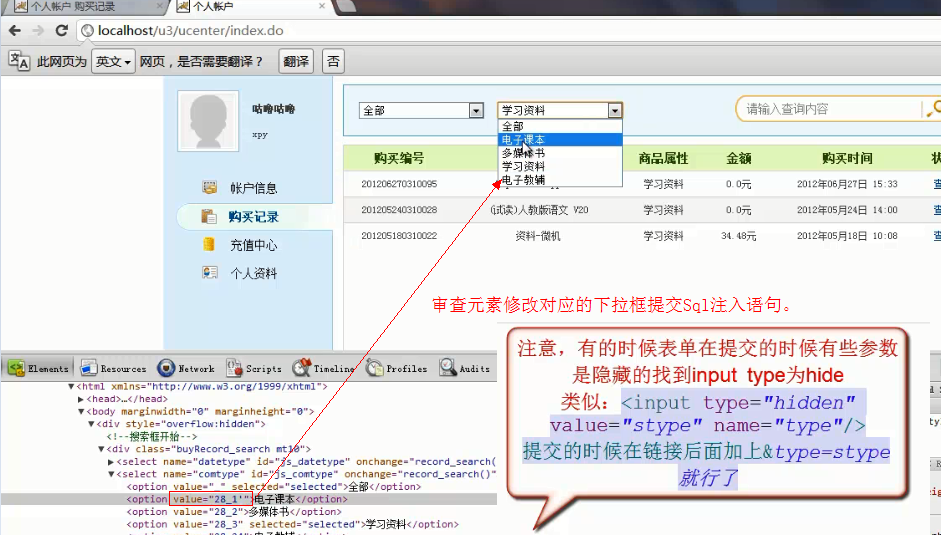 个人帐户 购买记录
个人帐户
localhost/u3/ucenter/index.do
此网页为 英文 网页，是否需要翻译？ 翻译 否
咕噜咕噜
xpy
帐户信息
购买记录
充值中心
个人资料
全部 学习资料
请输入查询内容
全部
电子课本
多媒体书
学习资料
电子教辅
购买编号 商品属性 金额 购买时间
201206270310095 学习资料 0.0元 2012年06月27日 15:33
201205240310028 (试读)人教版语文 V20 学习资料 0.0元 2012年05月24日 14:00
201205180310022 资料-微机 学习资料 34.48元 2012年05月18日 10:08
审查元素修改对应的下拉框提交Sql注入语句。
注意，有的时候表单在提交的时候有些参数
是隐藏的找到input type为hide
类似：<input type="hidden"
value="stype" name="type"/>
提交的时候在链接后面加上&type=stype
就行了
Elements Resources Network Scripts Timeline Profiles Audits
▼<html xmlns="http://www.w3.org/1999/xhtml">
▶<head>…</head>
▼<body marginwidth="0" marginheight="0">
▼<div style="overflow:hidden">
<!--搜索框开始-->
▼<div class="buyRecord_search mt10">
▶<select name="datetype" id="js_datetype" onchange="record_search(
▼<select name="comtype" id="js_comtype" onchange="record_search()"
<option value="_" selected="selected">全部</option>
<option value="28_1'">电子课本</option>
<option value="28_2">多媒体书</option>
<option value="28_3" selected="selected">学习资料</option>